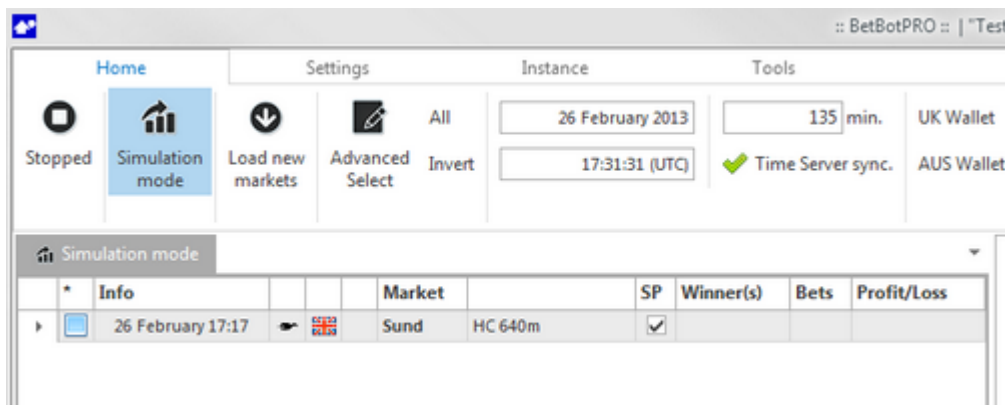 :: BetBotPRO :: | "Test
Home Settings Instance Tools
All 26 February 2013 135 min. UK Wallet
Stopped Simulation mode Load new markets Advanced Select Invert 17:31:31 (UTC) Time Server sync. AUS Wallet
Simulation mode
* Info Market SP Winner(s) Bets Profit/Loss
26 February 17:17 Sund HC 640m